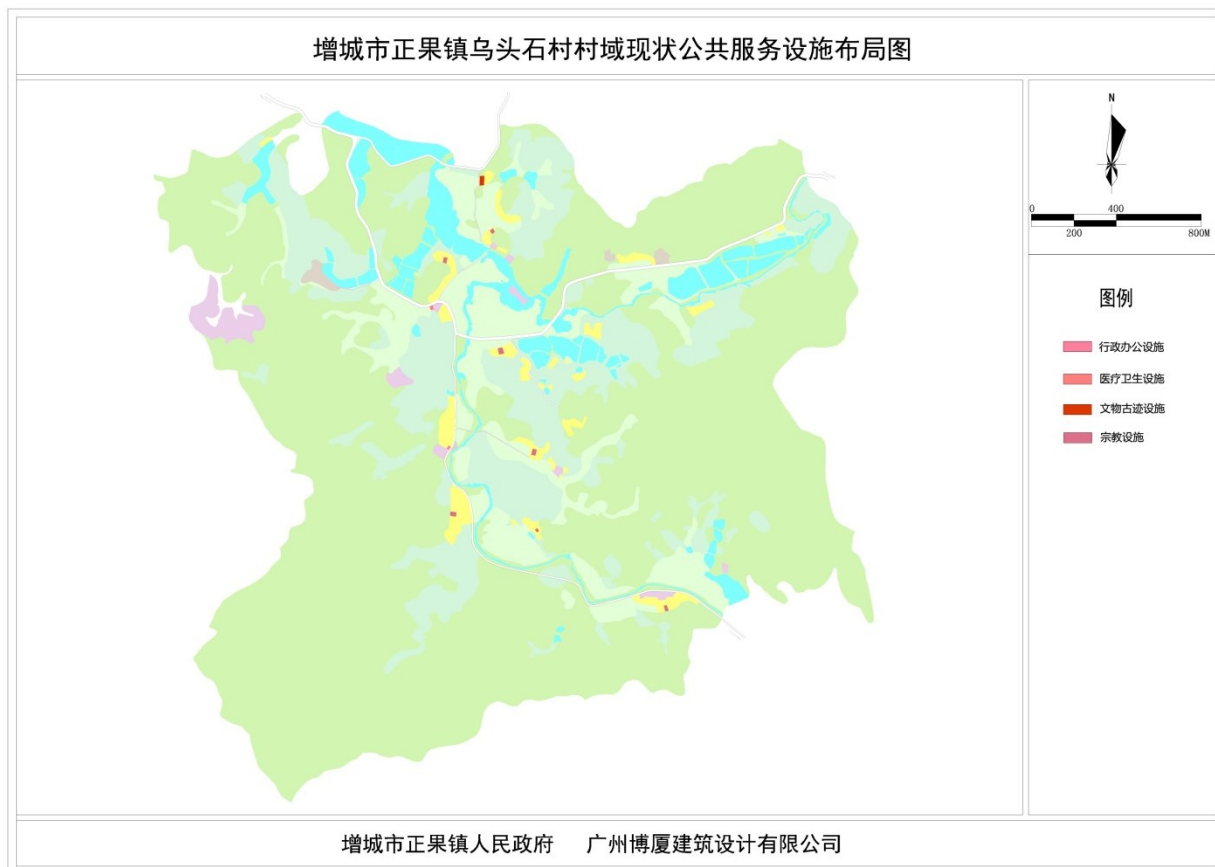 增城市正果镇乌头石村村域现状公共服务设施布局图
N
0 400
200 800M
图例
行政办公设施
医疗卫生设施
文物古迹设施
宗教设施
增城市正果镇人民政府 广州博厦建筑设计有限公司